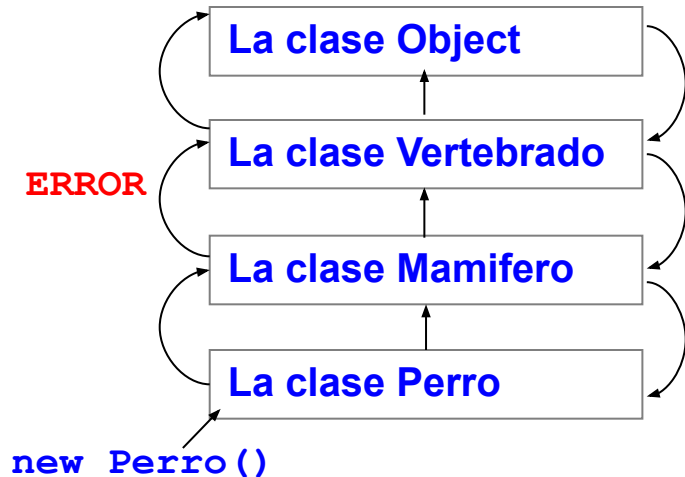 La clase Object
La clase Vertebrado
ERROR
La clase Mamifero
La clase Perro
new Perro()